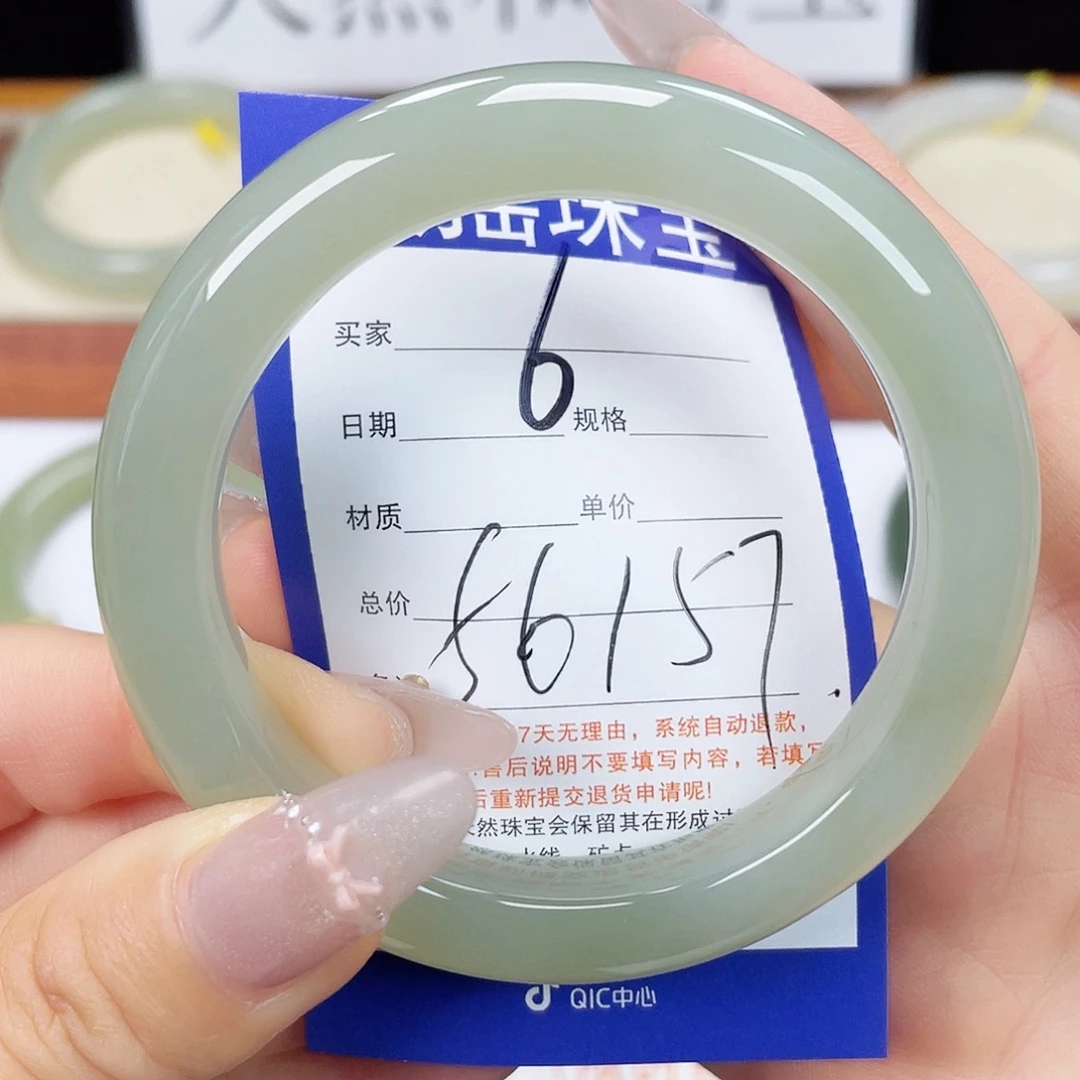 珠宝
买家
6
日期 规格
材质 单价
总价
56157.
7天无理由，系统自动退款，
售后说明不要填写内容，若填写
后重新提交退货申请呢!
然珠宝会保留其在形成过
QIC中心